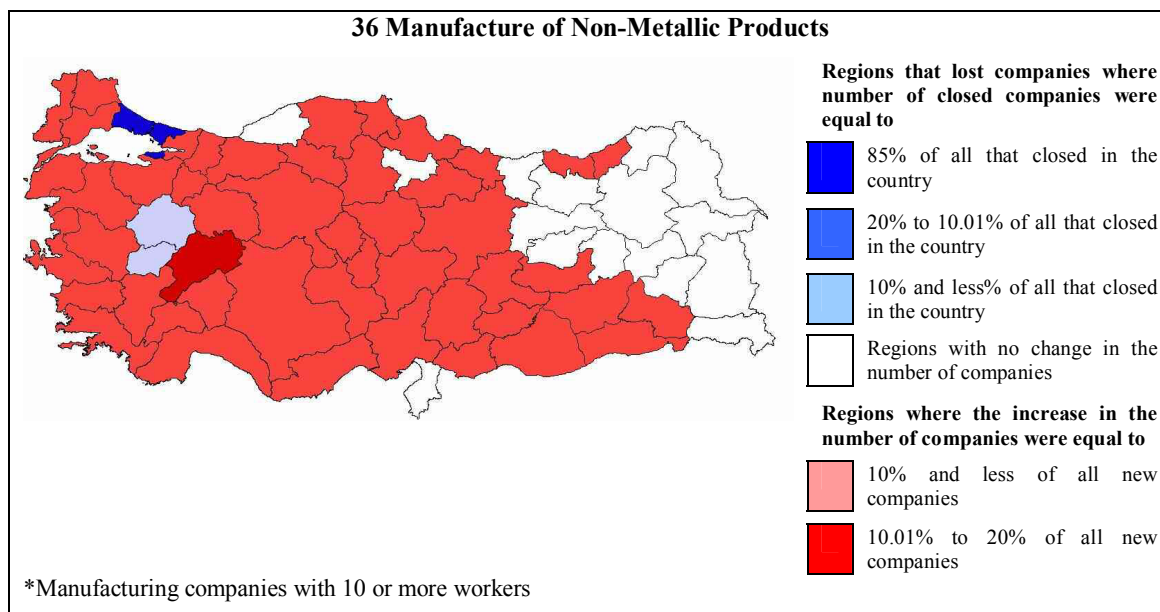 36 Manufacture of Non-Metallic Products
Regions that lost companies where
number of closed companies were
equal to
85% of all that closed in the
country
20% to 10.01% of all that closed
in the country
10% and less% of all that closed
in the country
Regions with no change in the
number of companies
Regions where the increase in the
number of companies were equal to
10% and less of all new
companies
10.01% to 20% of all new
companies
*Manufacturing companies with 10 or more workers